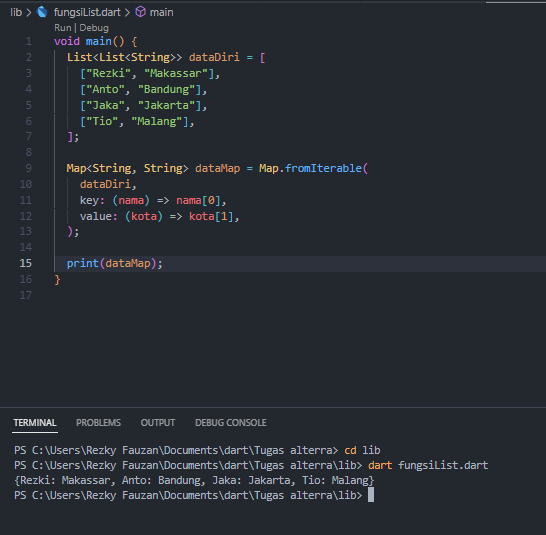 lib > fungsiList.dart > main
Run | Debug
1 void main() {
2 List<List<String>> dataDiri = [
3 ["Rezki", "Makassar"],
4 ["Anto", "Bandung"],
5 ["Jaka", "Jakarta"],
6 ["Tio", "Malang"],
7 ];
8
9 Map<String, String> dataMap = Map.fromIterable(
10 dataDiri,
11 key: (nama) => nama[0],
12 value: (kota) => kota[1],
13 );
14
15 print(dataMap);
16 }
17
TERMINAL PROBLEMS OUTPUT DEBUG CONSOLE
PS C:\Users\Rezky Fauzan\Documents\dart\Tugas alterra> cd lib
PS C:\Users\Rezky Fauzan\Documents\dart\Tugas alterra\lib> dart fungsiList.dart
{Rezki: Makassar, Anto: Bandung, Jaka: Jakarta, Tio: Malang}
PS C:\Users\Rezky Fauzan\Documents\dart\Tugas alterra\lib>